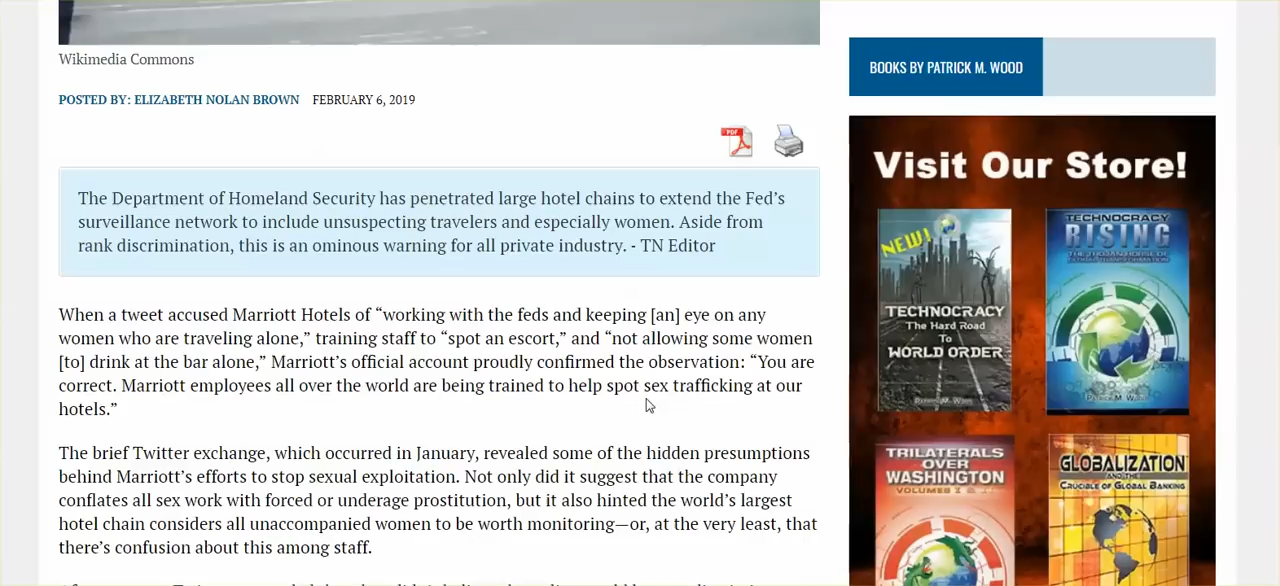 Wikimedia Commons
POSTED BY: ELIZABETH NOLAN BROWN FEBRUARY 6, 2019
PDF
The Department of Homeland Security has penetrated large hotel chains to extend the Fed’s
surveillance network to include unsuspecting travelers and especially women. Aside from
rank discrimination, this is an ominous warning for all private industry. - TN Editor
When a tweet accused Marriott Hotels of “working with the feds and keeping [an] eye on any
women who are traveling alone,” training staff to “spot an escort,” and “not allowing some women
[to] drink at the bar alone,” Marriott’s official account proudly confirmed the observation: “You are
correct. Marriott employees all over the world are being trained to help spot sex trafficking at our
hotels.”
The brief Twitter exchange, which occurred in January, revealed some of the hidden presumptions
behind Marriott’s efforts to stop sexual exploitation. Not only did it suggest that the company
conflates all sex work with forced or underage prostitution, but it also hinted the world’s largest
hotel chain considers all unaccompanied women to be worth monitoring—or, at the very least, that
there’s confusion about this among staff.
BOOKS BY PATRICK M. WOOD
Visit Our Store!
NEW!
TECHNOCRACY
The Hard Road
To
WORLD ORDER
TECHNOCRACY
RISING
TRILATERALS
OVER
WASHINGTON
VOLUMES I & II
GLOBALIZATION
AND THE
CRUCIBLE OF GLOBAL BANKING